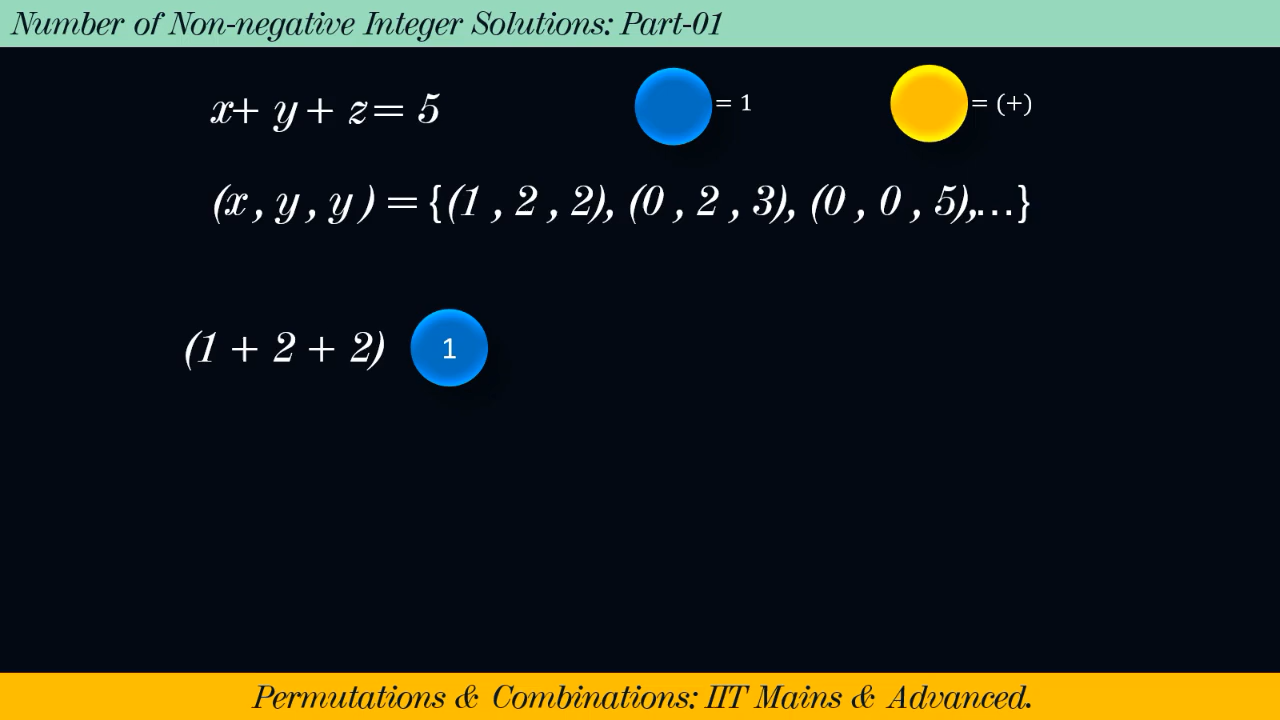 Number of Non-negative Integer Solutions: Part-01
x+ y + z = 5 = 1 = (+)
(x , y , y ) = {(1 , 2 , 2), (0 , 2 , 3), (0 , 0 , 5),...}
(1 + 2 + 2) 1
Permutations & Combinations: IIT Mains & Advanced.